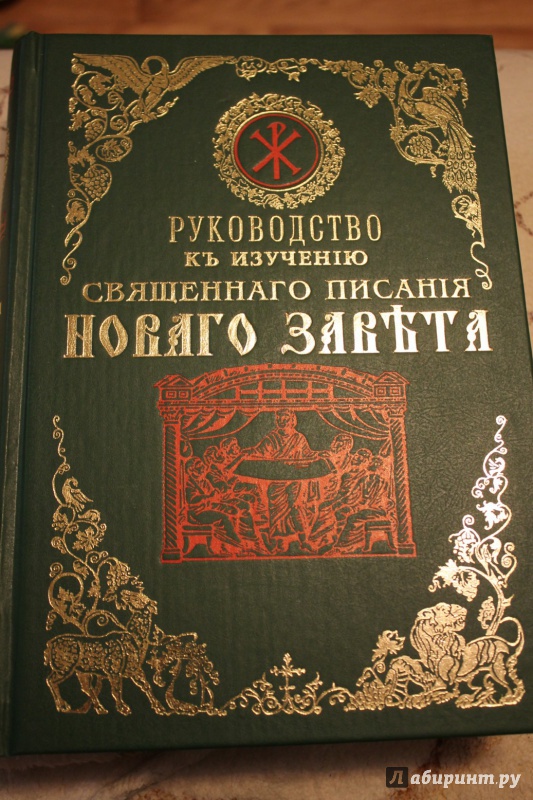 РУКОВОДСТВО
КЪ ИЗУЧЕНІЮ
СВЯЩЕННАГО ПИСАНІЯ
НОВАГО ЗАВѢТА
Лабиринт.ру